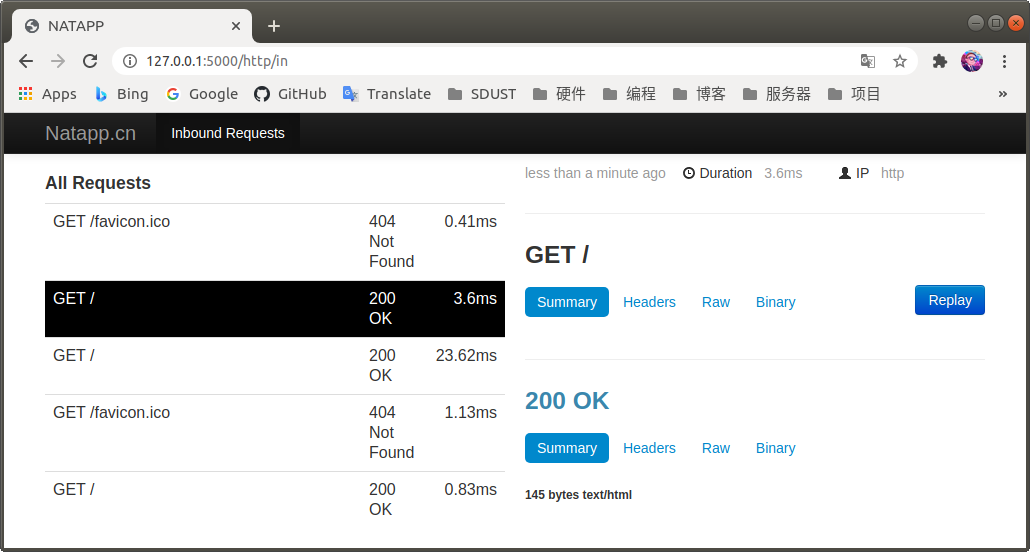 NATAPP
127.0.0.1:5000/http/in
Apps Bing Google GitHub Translate SDUST 硬件 编程 博客 服务器 项目 »
Natapp.cn Inbound Requests
All Requests
GET /favicon.ico 404 Not Found 0.41ms
GET / 200 OK 3.6ms
GET / 200 OK 23.62ms
GET /favicon.ico 404 Not Found 1.13ms
GET / 200 OK 0.83ms
less than a minute ago Duration 3.6ms IP http
GET /
Summary Headers Raw Binary Replay
200 OK
Summary Headers Raw Binary
145 bytes text/html